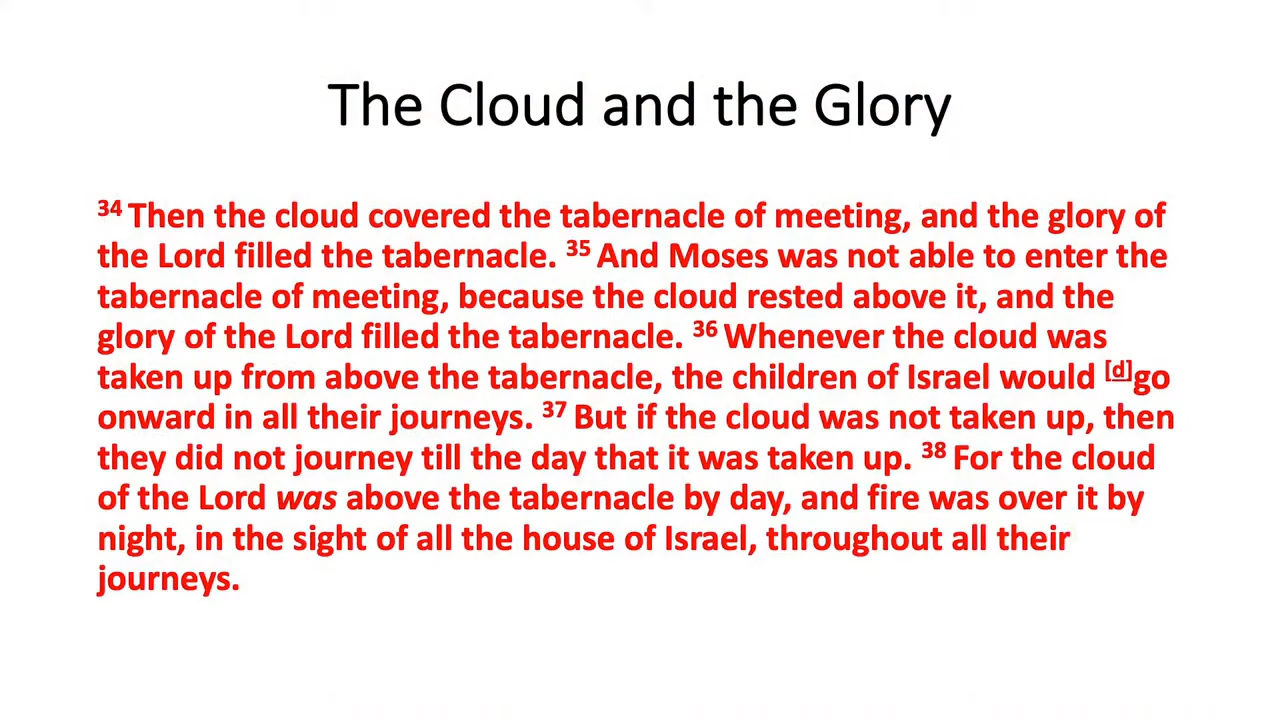 The Cloud and the Glory
34 Then the cloud covered the tabernacle of meeting, and the glory of
the Lord filled the tabernacle. 35 And Moses was not able to enter the
tabernacle of meeting, because the cloud rested above it, and the
glory of the Lord filled the tabernacle. 36 Whenever the cloud was
taken up from above the tabernacle, the children of Israel would [d]go
onward in all their journeys. 37 But if the cloud was not taken up, then
they did not journey till the day that it was taken up. 38 For the cloud
of the Lord was above the tabernacle by day, and fire was over it by
night, in the sight of all the house of Israel, throughout all their
journeys.